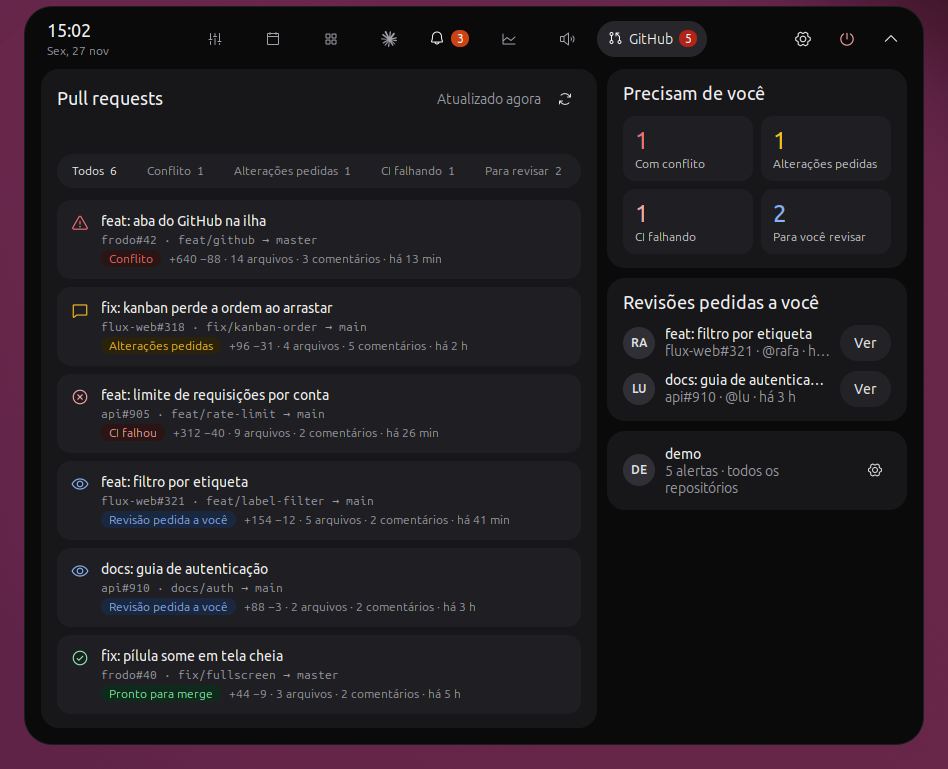 15:02
Sex, 27 nov
3
GitHub 5
Pull requests
Atualizado agora
Todos 6
Conflito 1
Alterações pedidas 1
CI falhando 1
Para revisar 2
feat: aba do GitHub na ilha
frodo#42 · feat/github → master
Conflito +640 −88 · 14 arquivos · 3 comentários · há 13 min
fix: kanban perde a ordem ao arrastar
flux-web#318 · fix/kanban-order → main
Alterações pedidas +96 −31 · 4 arquivos · 5 comentários · há 2 h
feat: limite de requisições por conta
api#905 · feat/rate-limit → main
CI falhou +312 −40 · 9 arquivos · 2 comentários · há 26 min
feat: filtro por etiqueta
flux-web#321 · feat/label-filter → main
Revisão pedida a você +154 −12 · 5 arquivos · 2 comentários · há 41 min
docs: guia de autenticação
api#910 · docs/auth → main
Revisão pedida a você +88 −3 · 2 arquivos · 2 comentários · há 3 h
fix: pílula some em tela cheia
frodo#40 · fix/fullscreen → master
Pronto para merge +44 −9 · 3 arquivos · 2 comentários · há 5 h
Precisam de você
1
Com conflito
1
Alterações pedidas
1
CI falhando
2
Para você revisar
Revisões pedidas a você
RA
feat: filtro por etiqueta
flux-web#321 · @rafa · h…
Ver
LU
docs: guia de autentica…
api#910 · @lu · há 3 h
Ver
DE
demo
5 alertas · todos os
repositórios